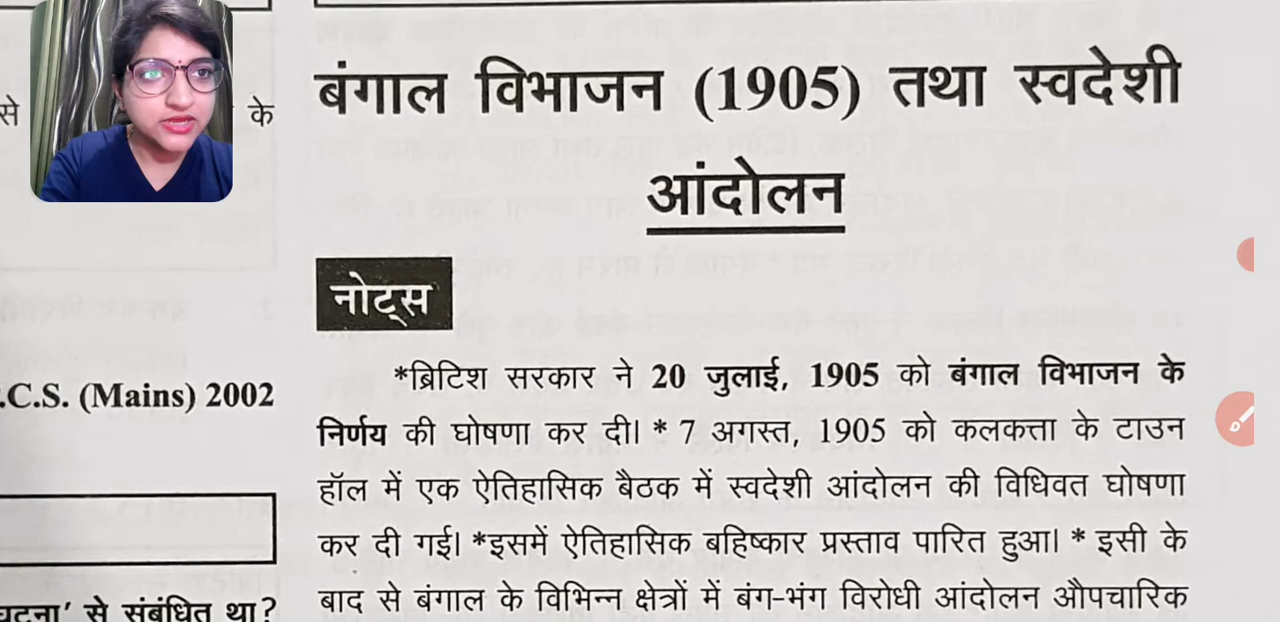 से
के
.C.S. (Mains) 2002
से संबंधित था?
बंगाल विभाजन (1905) तथा स्वदेशी
आंदोलन
नोट्स
*ब्रिटिश सरकार ने 20 जुलाई, 1905 को बंगाल विभाजन के
निर्णय की घोषणा कर दी। * 7 अगस्त, 1905 को कलकत्ता के टाउन
हॉल में एक ऐतिहासिक बैठक में स्वदेशी आंदोलन की विधिवत घोषणा
कर दी गई। *इसमें ऐतिहासिक बहिष्कार प्रस्ताव पारित हुआ। * इसी के
बाद से बंगाल के विभिन्न क्षेत्रों में बंग-भंग विरोधी आंदोलन औपचारिक